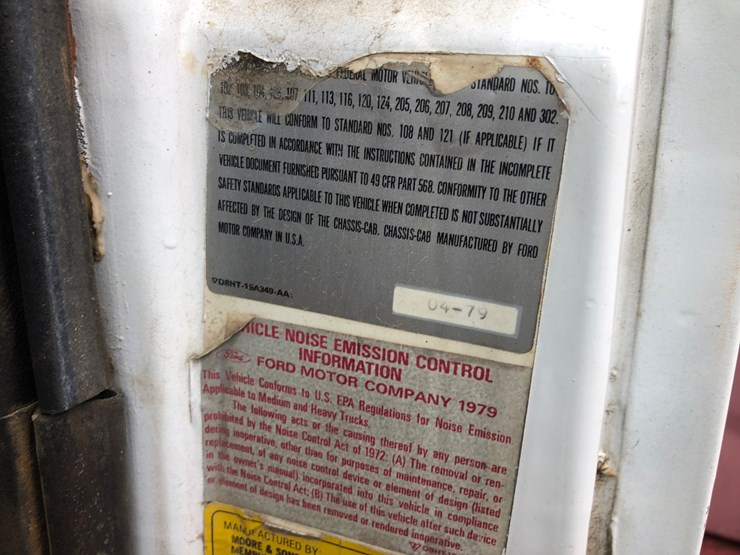 FEDERAL MOTOR STANDARD NOS. 10
107 111, 113, 116, 120, 124, 205, 206, 207, 208, 209, 210 AND 302.
THIS VEHICLE WILL CONFORM TO STANDARD NOS. 108 AND 121 (IF APPLICABLE) IF IT
IS COMPLETED IN ACCORDANCE WITH THE INSTRUCTIONS CONTAINED IN THE INCOMPLETE
VEHICLE DOCUMENT FURNISHED PURSUANT TO 49 CFR PART 568. CONFORMITY TO THE OTHER
SAFETY STANDARDS APPLICABLE TO THIS VEHICLE WHEN COMPLETED IS NOT SUBSTANTIALLY
AFFECTED BY THE DESIGN OF THE CHASSIS-CAB. CHASSIS-CAB MANUFACTURED BY FORD
MOTOR COMPANY IN U.S.A.
D8HT-15A349-AA
04-79
HICLE NOISE EMISSION CONTROL
INFORMATION
Ford FORD MOTOR COMPANY 1979
This Vehicle Conforms to U.S. EPA Regulations for Noise Emission
Applicable to Medium and Heavy Trucks.
The following acts or the causing thereof by any person are
prohibited by the Noise Control Act of 1972: (A) The removal or ren-
dering inoperative, other than for purposes of maintenance, repair, or
replacement, of any noise control device or element of design (listed
in the owner's manual) incorporated into this vehicle in compliance
with the Noise Control Act; (B) The use of this vehicle after such device
or element of design has been removed or rendered inoperative.
MANUFACTURED BY
MOORE & SON
MEMP